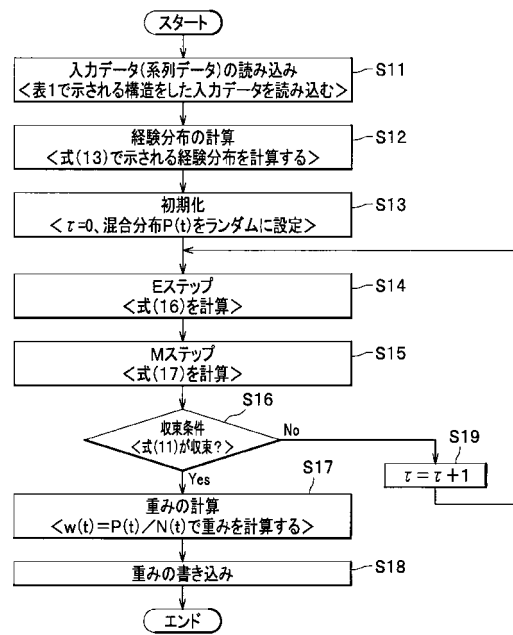 スタート
入力データ(系列データ)の読み込み
<表1で示される構造をした入力データを読み込む>
S11
経験分布の計算
<式(13)で示される経験分布を計算する>
S12
初期化
<τ=0、混合分布P(t)をランダムに設定>
S13
Eステップ
<式(16)を計算>
S14
Mステップ
<式(17)を計算>
S15
収束条件
<式(11)が収束?>
S16
No
S19
τ=τ+1
Yes
重みの計算
<w(t)=P(t)/N(t)で重みを計算する>
S17
重みの書き込み
S18
エンド